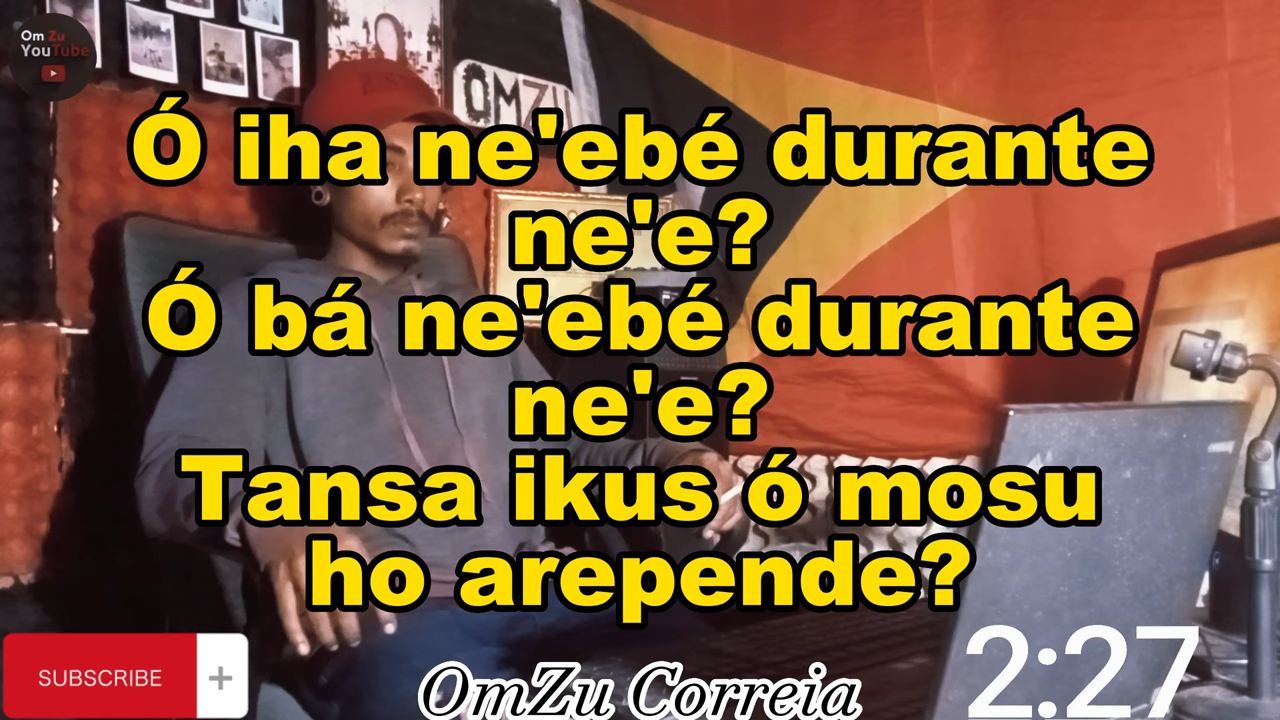 Om Zu
YouTube
OMZU
Ó iha ne'ebé durante
ne'e?
Ó bá ne'ebé durante
ne'e?
Tansa ikus ó mosu
ho arepende?
SUBSCRIBE +
2:27
OmZu Correia